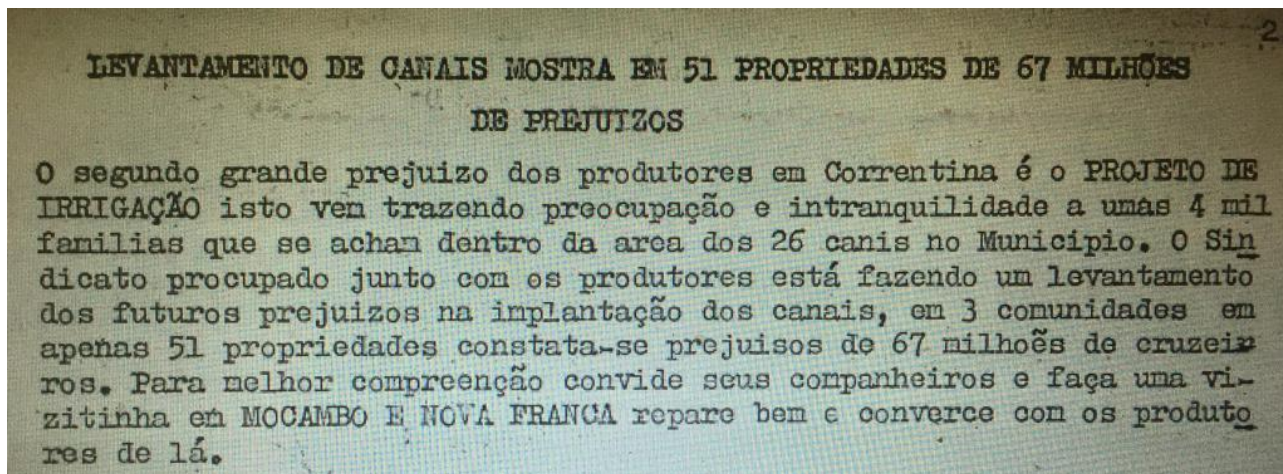 2
LEVANTAMENTO DE CANAIS MOSTRA EM 51 PROPRIEDADES DE 67 MILHÕES
DE PREJUIZOS
O segundo grande prejuizo dos produtores em Correntina é o PROJETO DE
IRRIGAÇÃO isto vem trazendo preocupação e intranquilidade a umas 4 mil
familias que se acham dentro da area dos 26 canis no Municipio. O Sin
dicato procupado junto com os produtores está fazendo um levantamento
dos futuros prejuizos na implantação dos canais, em 3 comunidades em
apenas 51 propriedades constata-se prejuisos de 67 milhoẽs de cruzei
ros. Para melhor compreenção convide seus companheiros e faça uma vi-
zitinha em MOCAMBO E NOVA FRANCA repare bem e converce com os produto
res de lá.